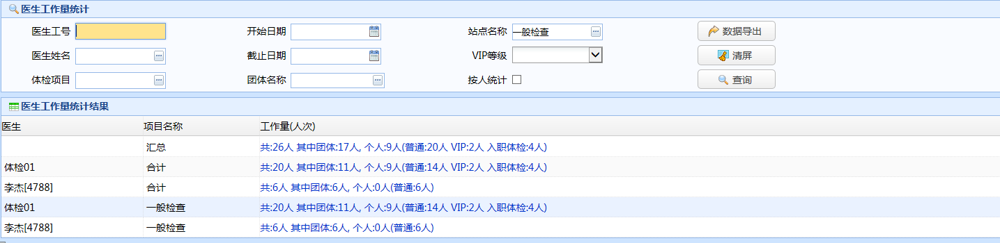 医生工作量统计
医生工号 开始日期 站点名称 一般检查 数据导出
医生姓名 截止日期 VIP等级 清屏
体检项目 团体名称 按人统计 查询
医生工作量统计结果
医生 项目名称 工作量(人次)
汇总 共:26人 其中团体:17人, 个人:9人(普通:20人 VIP:2人 入职体检:4人)
体检01 合计 共:20人 其中团体:11人, 个人:9人(普通:14人 VIP:2人 入职体检:4人)
李杰[4788] 合计 共:6人 其中团体:6人, 个人:0人(普通:6人)
体检01 一般检查 共:20人 其中团体:11人, 个人:9人(普通:14人 VIP:2人 入职体检:4人)
李杰[4788] 一般检查 共:6人 其中团体:6人, 个人:0人(普通:6人)